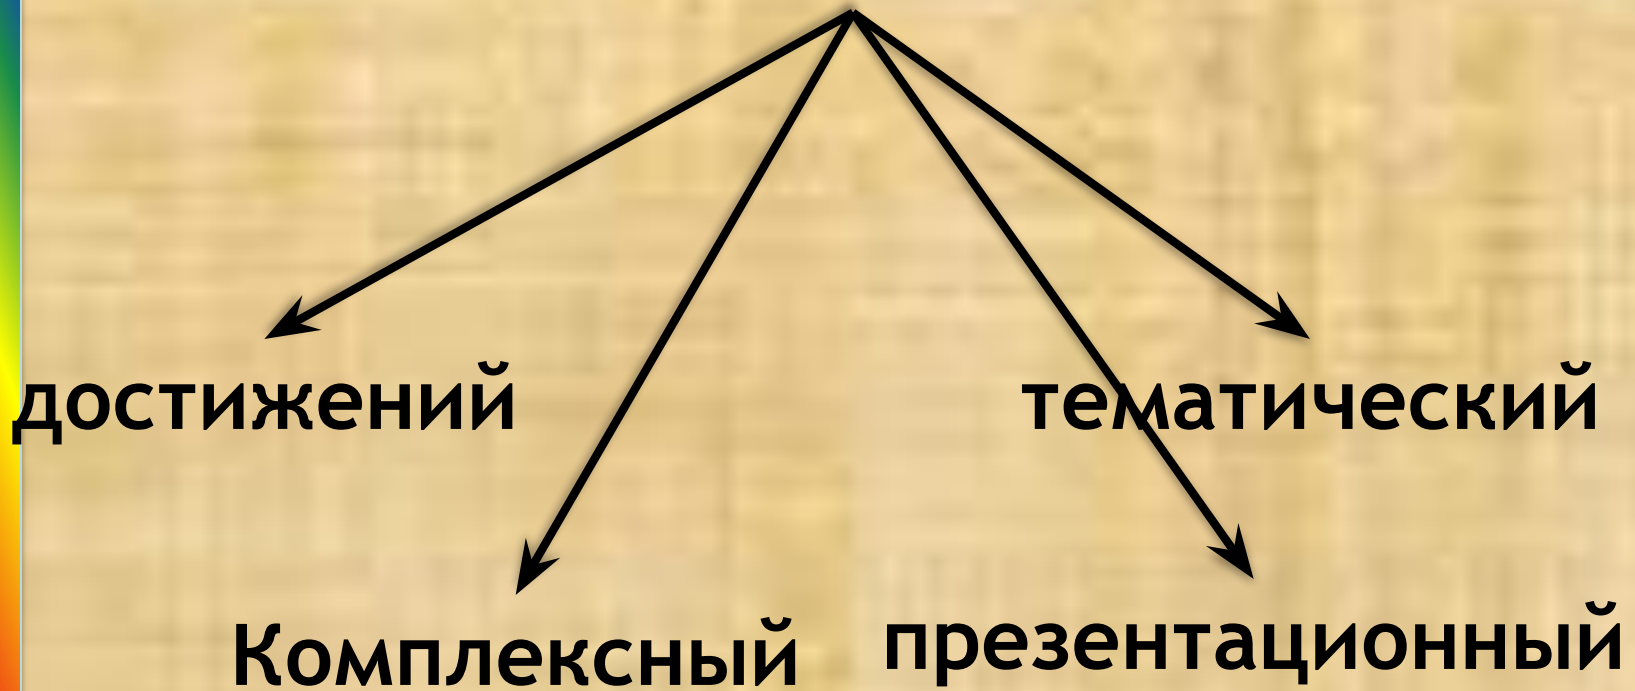 достижений
тематический
Комплексный
презентационный